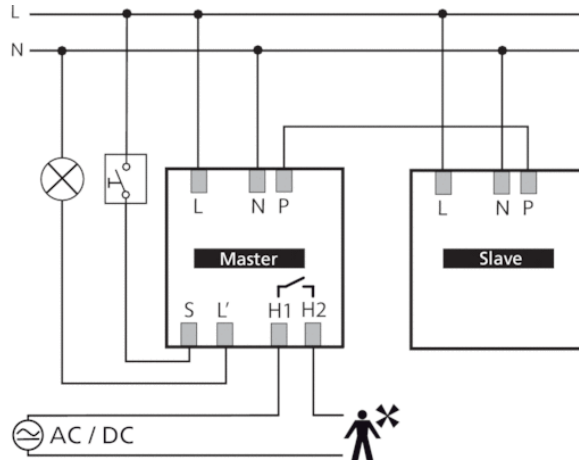 L
N
L N P L N P
Master Slave
S L' H1 H2
AC / DC